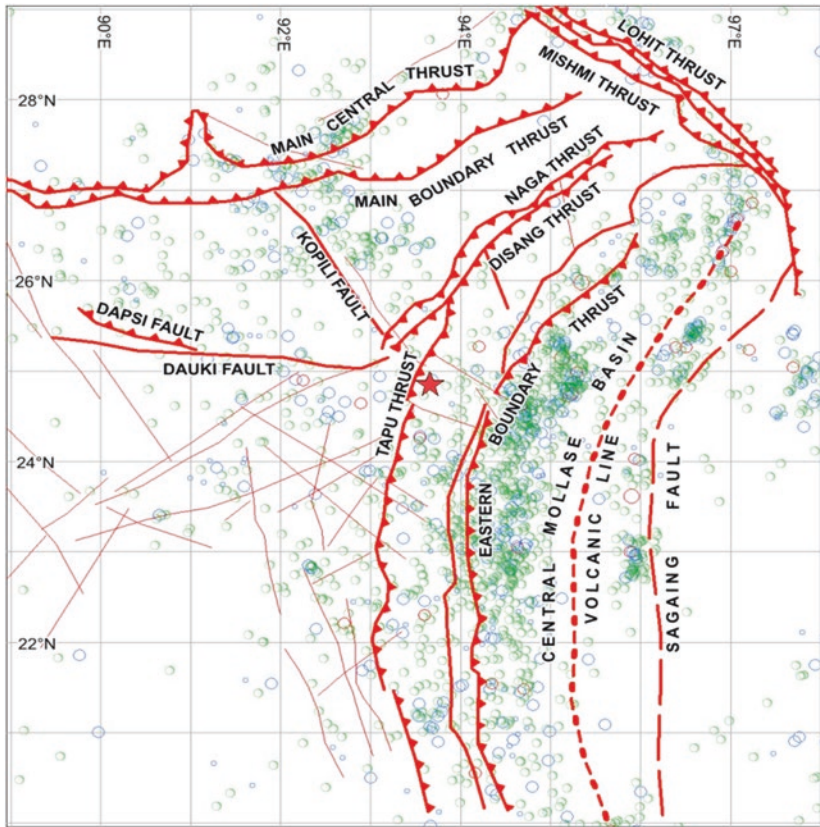 90°E
92°E
94°E
97°E
28°N
26°N
24°N
22°N
LOHIT THRUST
MISHMI THRUST
MAIN CENTRAL THRUST
MAIN BOUNDARY THRUST
NAGA THRUST
DISANG THRUST
KOPILI FAULT
DAPSI FAULT
DAUKI FAULT
TAPU THRUST
EASTERN BOUNDARY THRUST
CENTRAL MOLLASE BASIN
VOLCANIC LINE
SAGAING FAULT